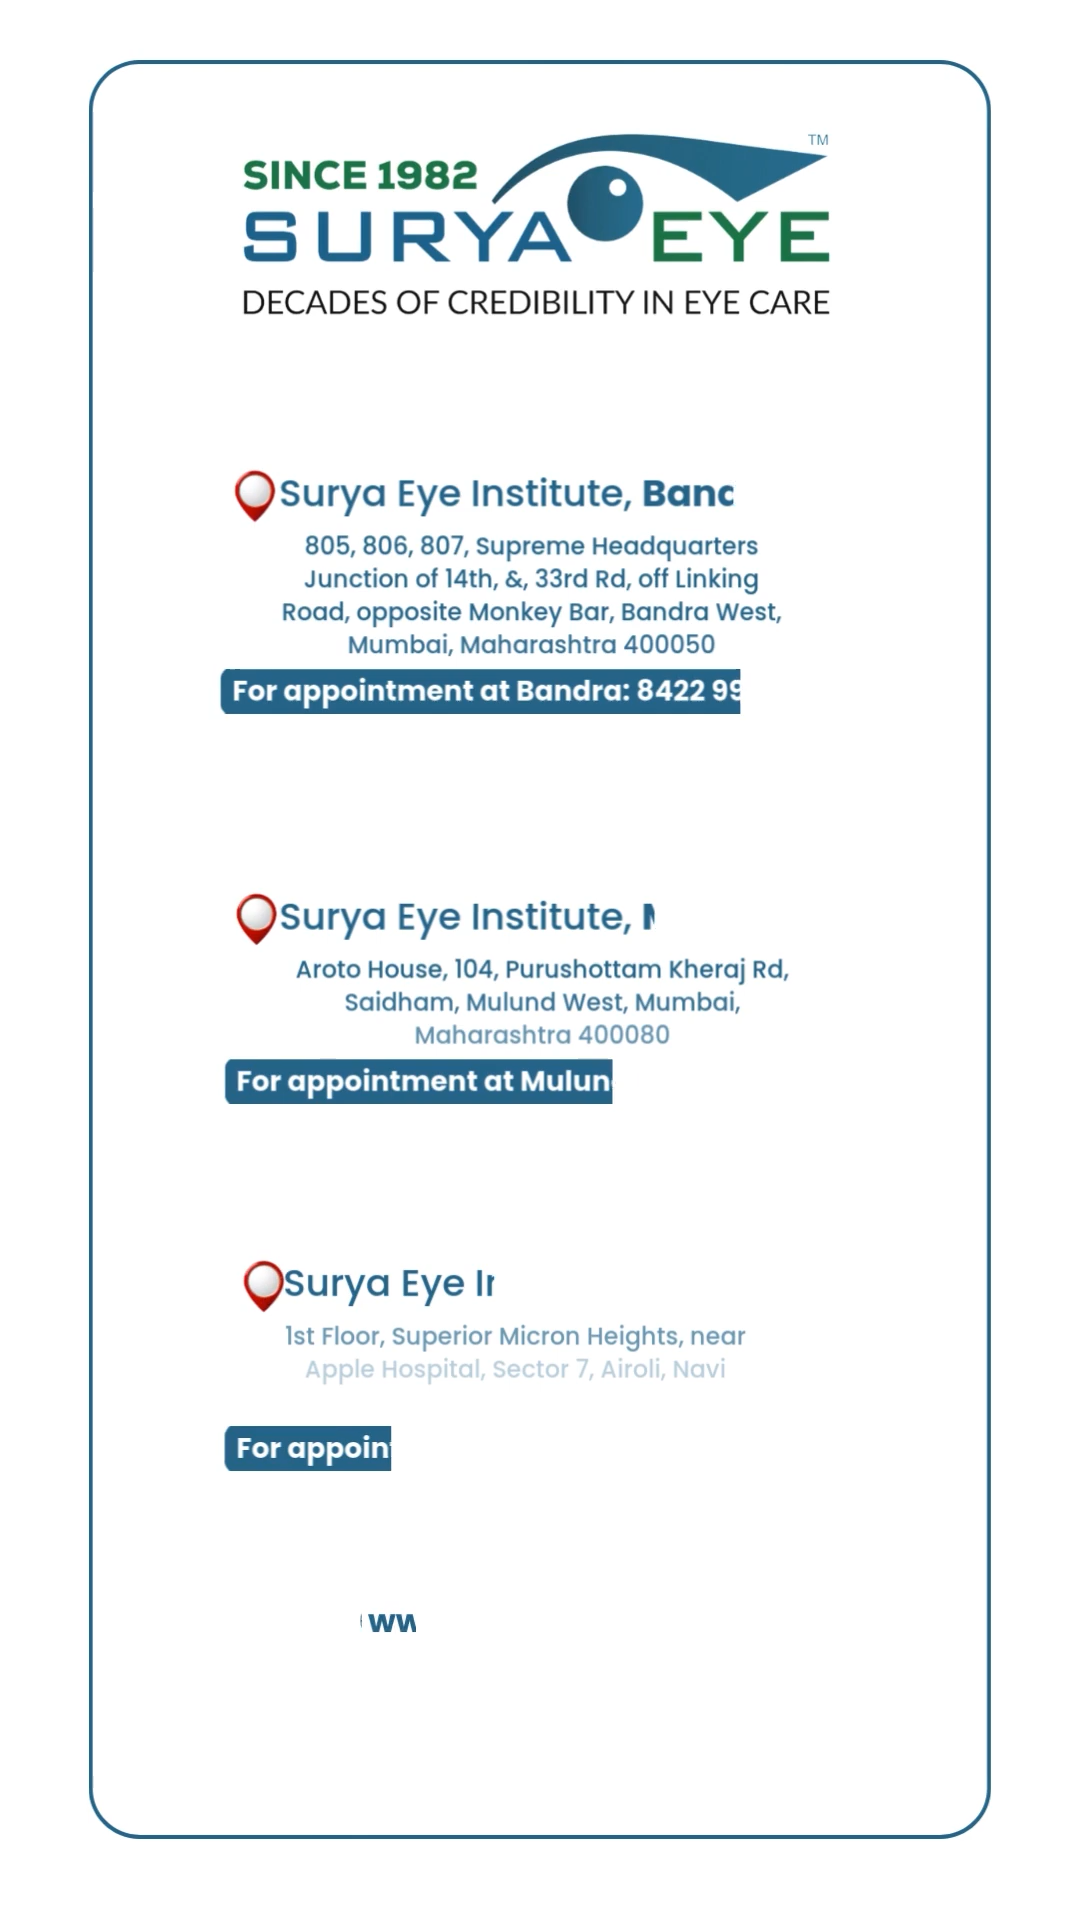 SINCE 1982
SURYA EYE
TM
DECADES OF CREDIBILITY IN EYE CARE
Surya Eye Institute,
805, 806, 807, Supreme Headquarters
Junction of 14th, &, 33rd Rd, off Linking
Road, opposite Monkey Bar, Bandra West,
Mumbai, Maharashtra 400050
For appointment at Bandra: 8422 99
Surya Eye Institute,
Aroto House, 104, Purushottam Kheraj Rd,
Saidham, Mulund West, Mumbai,
Maharashtra 400080
For appointment at Mulun
Surya Eye
1st Floor, Superior Micron Heights, near
Apple Hospital, Sector 7, Airoli, Navi
For appoin